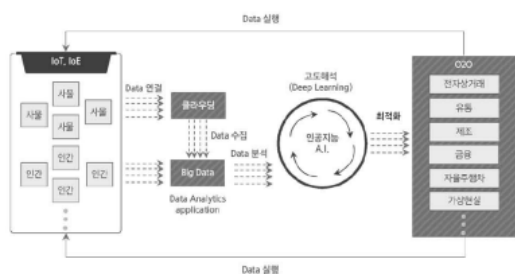 Data 실행
IoT, IoE
사물
사물
사물
사물
인간
인간
인간
인간
Data 연결
클라우딩
Data 수집
Big Data
Data Analytics
application
Data 분석
고도해석
(Deep Learning)
인공지능
A.I.
최적화
O2O
전자상거래
유통
제조
금융
자율주행차
가상현실
Data 실행